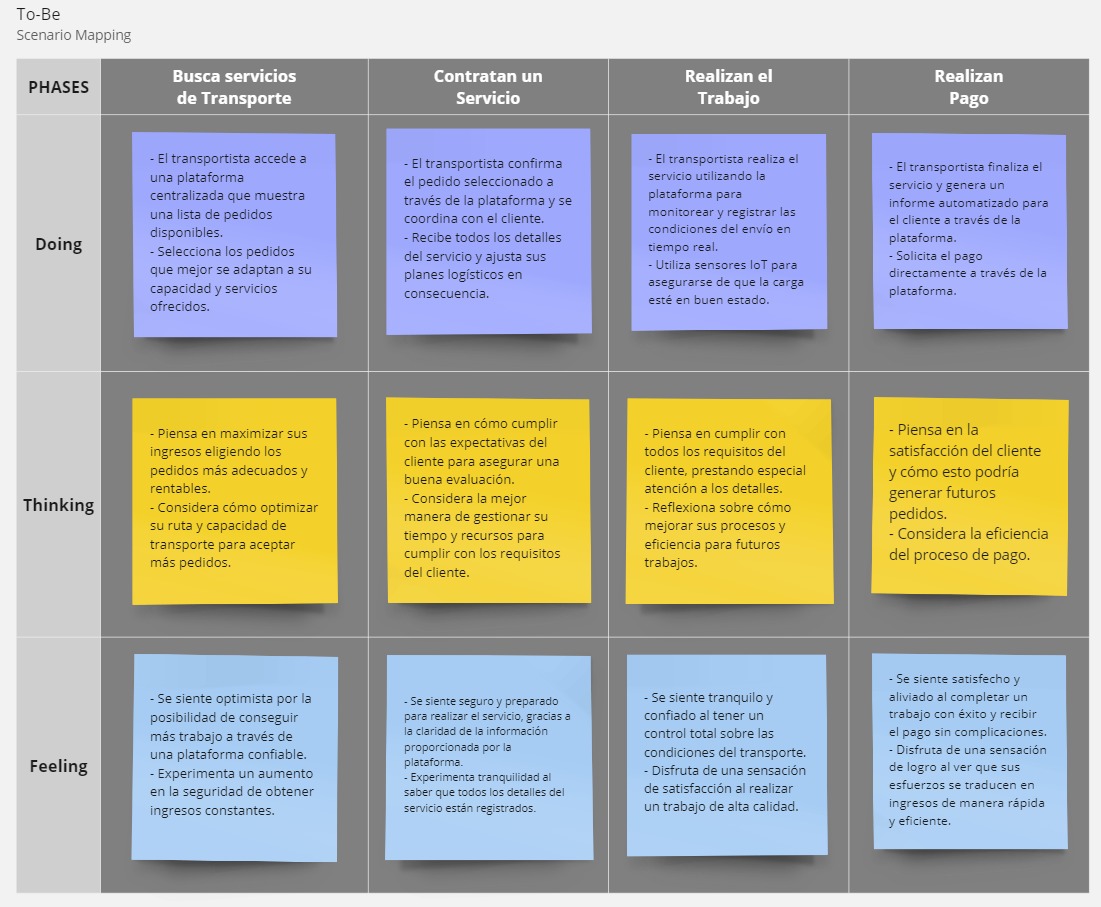 To-Be
Scenario Mapping
PHASES
Busca servicios
de Transporte
Contratan un
Servicio
Realizan el
Trabajo
Realizan
Pago
Doing
- El transportista accede a
una plataforma
centralizada que muestra
una lista de pedidos
disponibles.
- Selecciona los pedidos
que mejor se adaptan a su
capacidad y servicios
ofrecidos.
- El transportista confirma
el pedido seleccionado a
través de la plataforma y se
coordina con el cliente.
- Recibe todos los detalles
del servicio y ajusta sus
planes logísticos en
consecuencia.
- El transportista realiza el
servicio utilizando la
plataforma para
monitorear y registrar las
condiciones del envío en
tiempo real.
- Utiliza sensores IoT para
asegurarse de que la carga
esté en buen estado.
- El transportista finaliza el
servicio y genera un
informe automatizado para
el cliente a través de la
plataforma.
- Solicita el pago
directamente a través de la
plataforma.
Thinking
- Piensa en maximizar sus
ingresos eligiendo los
pedidos más adecuados y
rentables.
- Considera cómo optimizar
su ruta y capacidad de
transporte para aceptar
más pedidos.
- Piensa en cómo cumplir
con las expectativas del
cliente para asegurar una
buena evaluación.
- Considera la mejor
manera de gestionar su
tiempo y recursos para
cumplir con los requisitos
del cliente.
- Piensa en cumplir con
todos los requisitos del
cliente, prestando especial
atención a los detalles.
- Reflexiona sobre cómo
mejorar sus procesos y
eficiencia para futuros
trabajos.
- Piensa en la
satisfacción del cliente
y cómo esto podría
generar futuros
pedidos.
- Considera la eficiencia
del proceso de pago.
Feeling
- Se siente optimista por la
posibilidad de conseguir
más trabajo a través de
una plataforma confiable.
- Experimenta un aumento
en la seguridad de obtener
ingresos constantes.
- Se siente seguro y preparado
para realizar el servicio, gracias a
la claridad de la información
proporcionada por la
plataforma.
- Experimenta tranquilidad al
saber que todos los detalles del
servicio están registrados.
- Se siente tranquilo y
confiado al tener un
control total sobre las
condiciones del transporte.
- Disfruta de una sensación
de satisfacción al realizar
un trabajo de alta calidad.
- Se siente satisfecho y
aliviado al completar un
trabajo con éxito y recibir
el pago sin complicaciones.
- Disfruta de una sensación
de logro al ver que sus
esfuerzos se traducen en
ingresos de manera rápida
y eficiente.